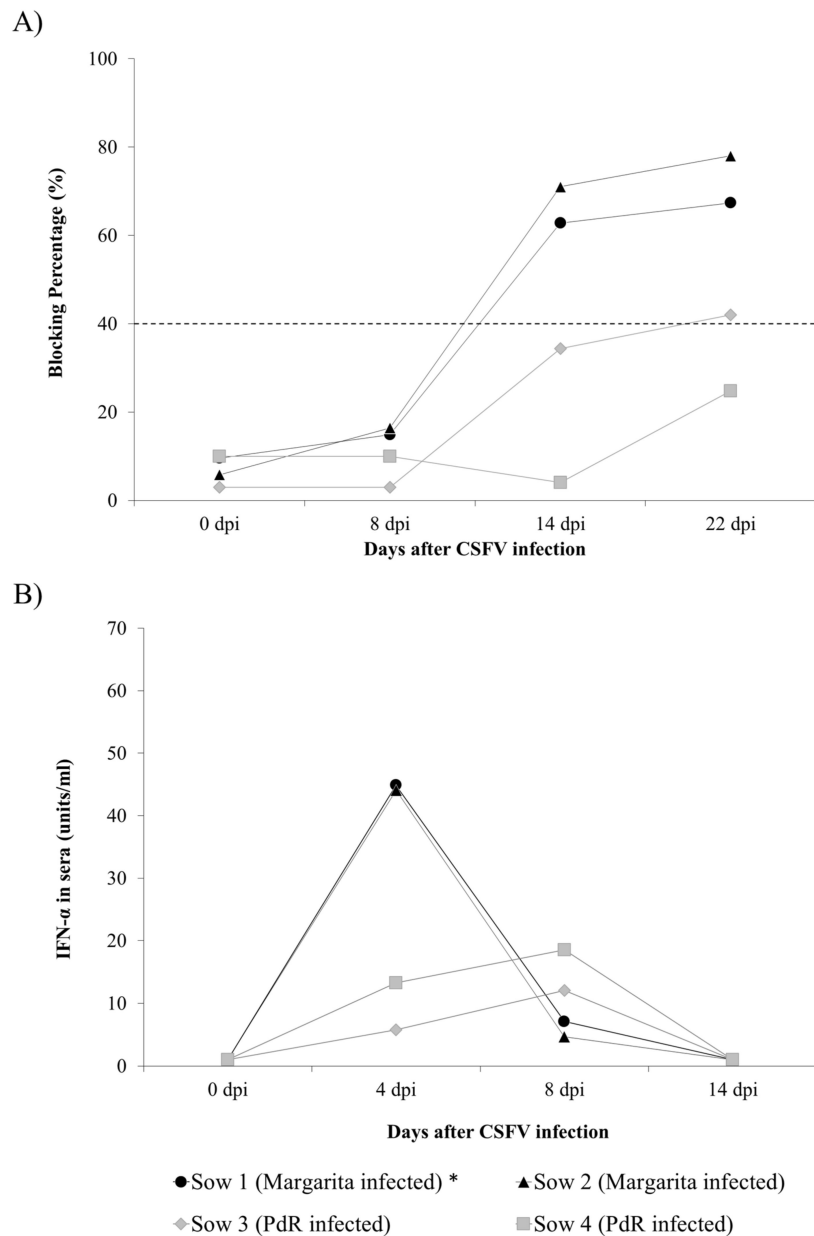 A)
100
80
60
40
20
0
Blocking Percentage (%)
0 dpi 8 dpi 14 dpi 22 dpi
Days after CSFV infection
B)
70
60
50
40
30
20
10
0
IFN-α in sera (units/ml)
0 dpi 4 dpi 8 dpi 14 dpi
Days after CSFV infection
Sow 1 (Margarita infected) * Sow 2 (Margarita infected)
Sow 3 (PdR infected) Sow 4 (PdR infected)